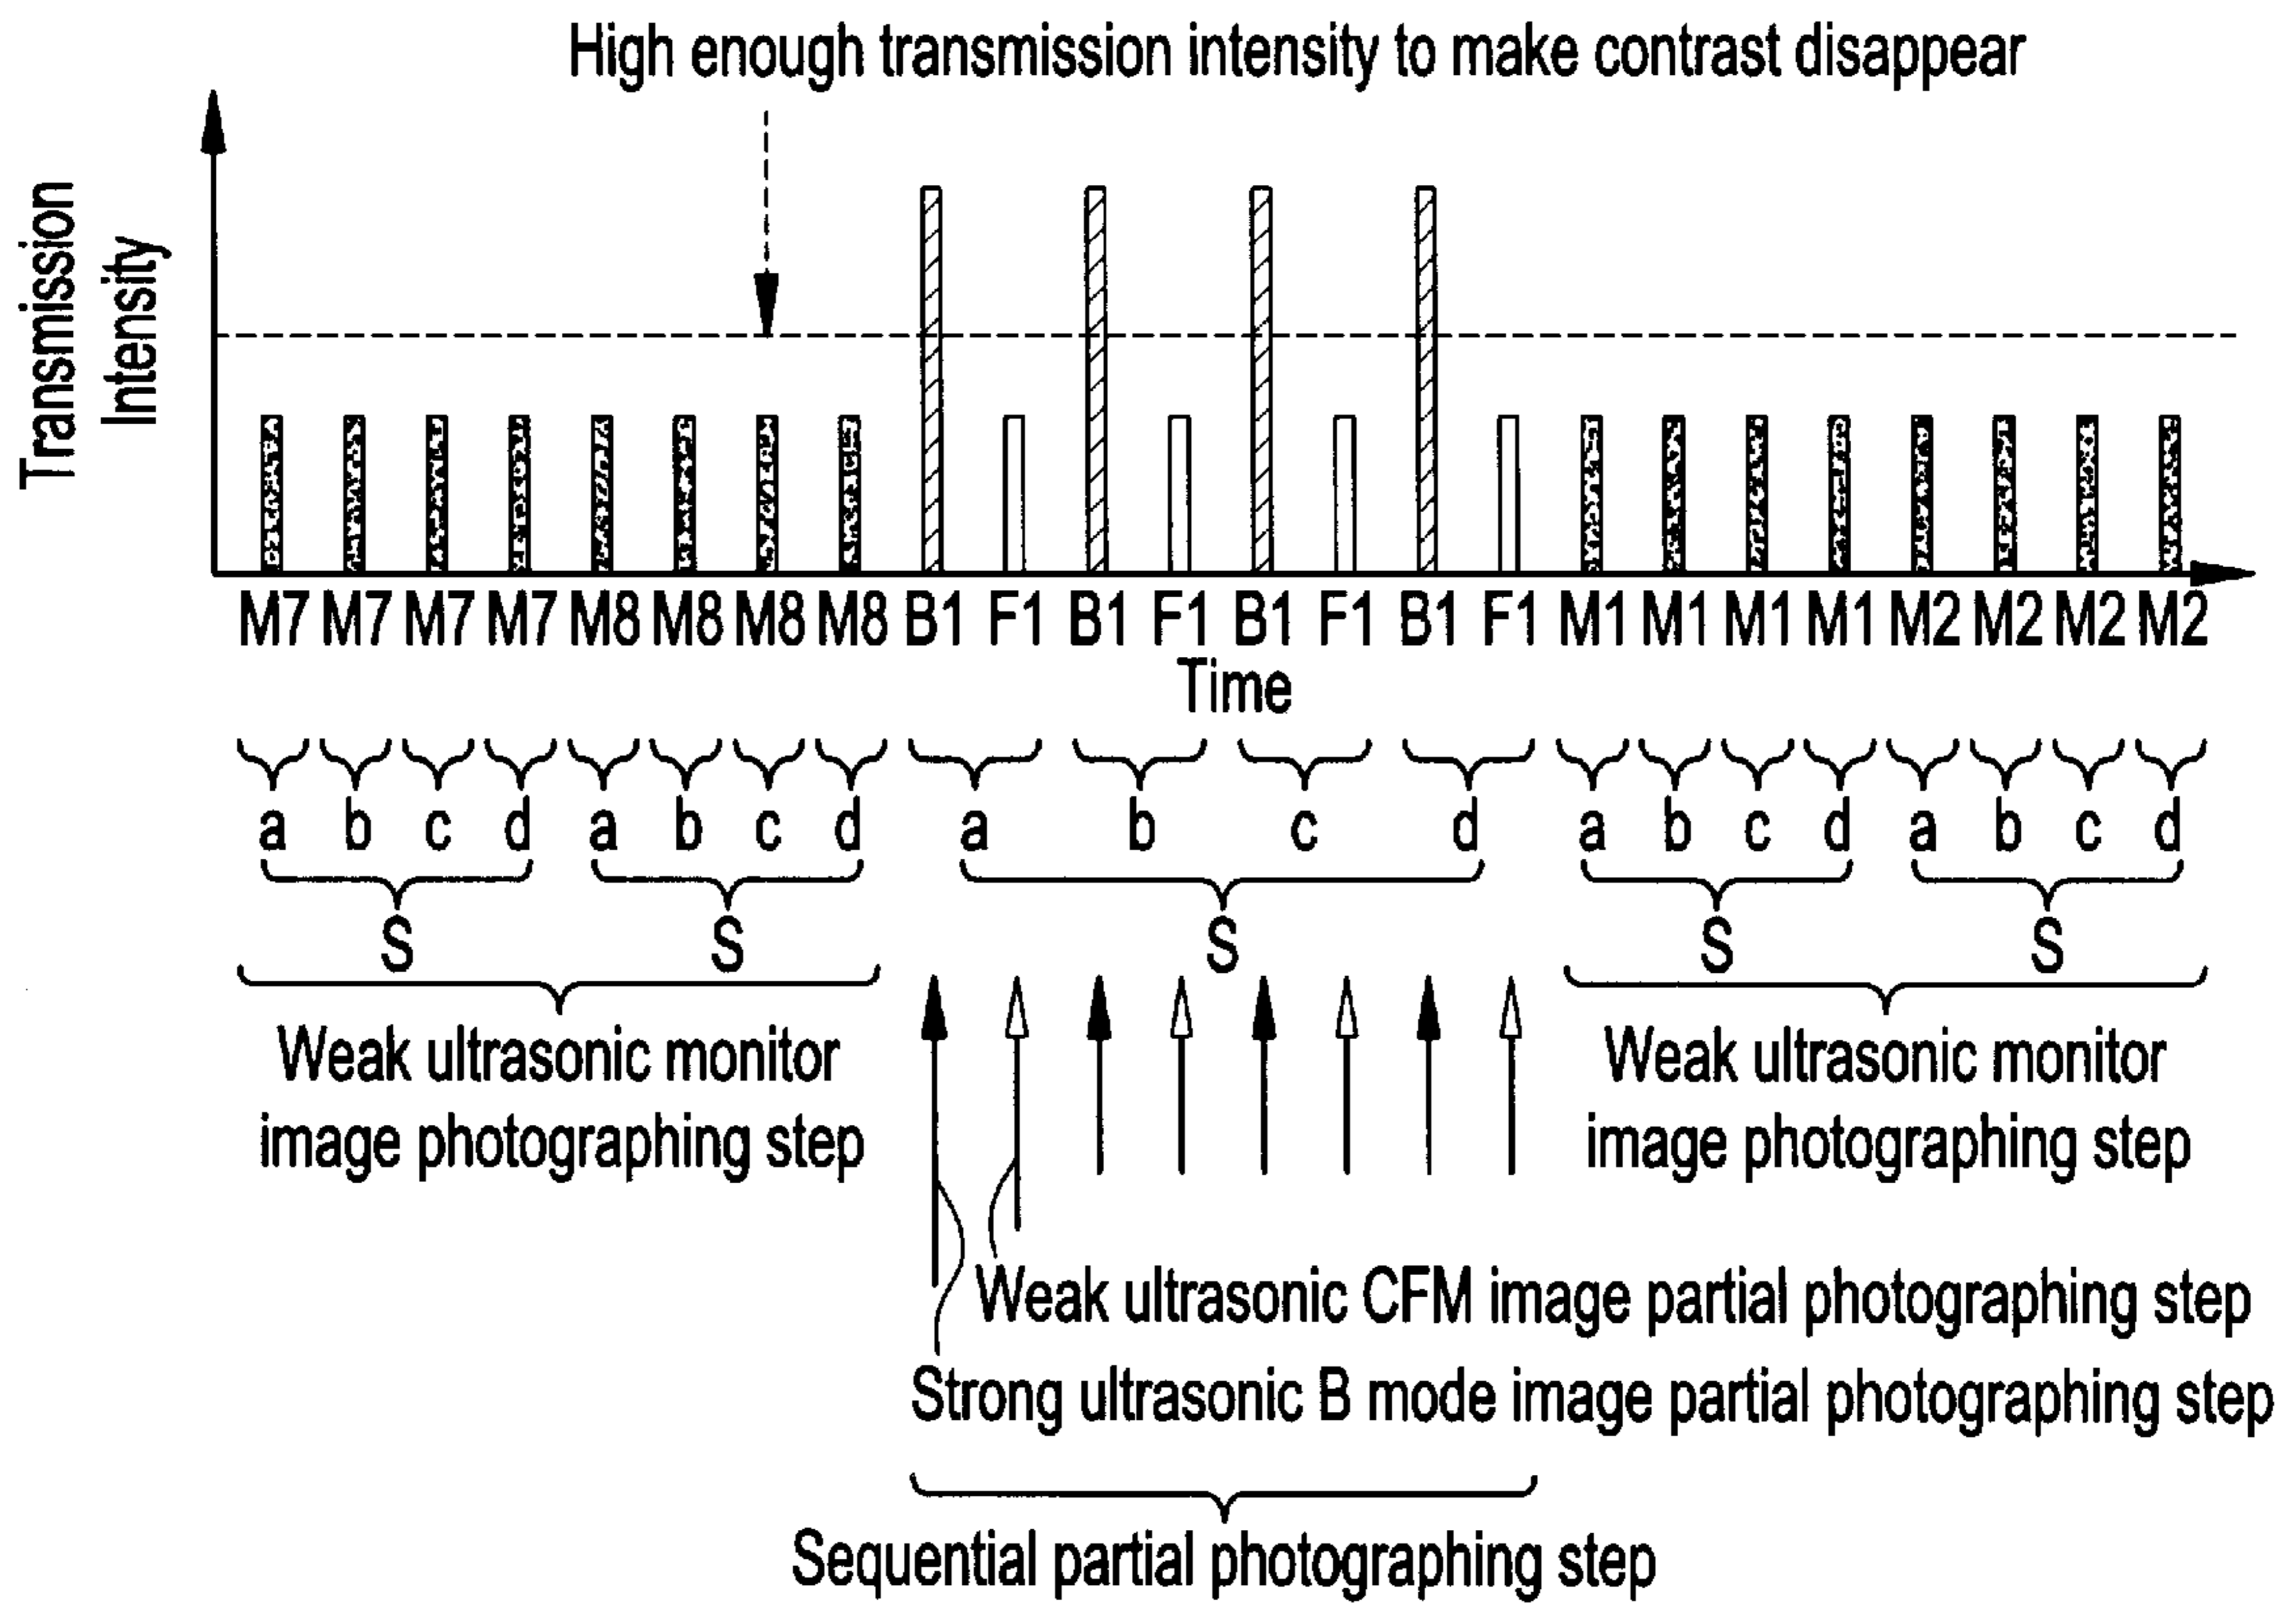 High enough transmission intensity to make contrast disappear
Transmission
Intensity
M7 M7 M7 M7 M8 M8 M8 M8 B1 F1 B1 F1 B1 F1 B1 F1 M1 M1 M1 M1 M2 M2 M2 M2
Time
a b c d a b c d a b c d a b c d a b c d
S S S S S
Weak ultrasonic monitor
image photographing step
Weak ultrasonic monitor
image photographing step
Weak ultrasonic CFM image partial photographing step
Strong ultrasonic B mode image partial photographing step
Sequential partial photographing step